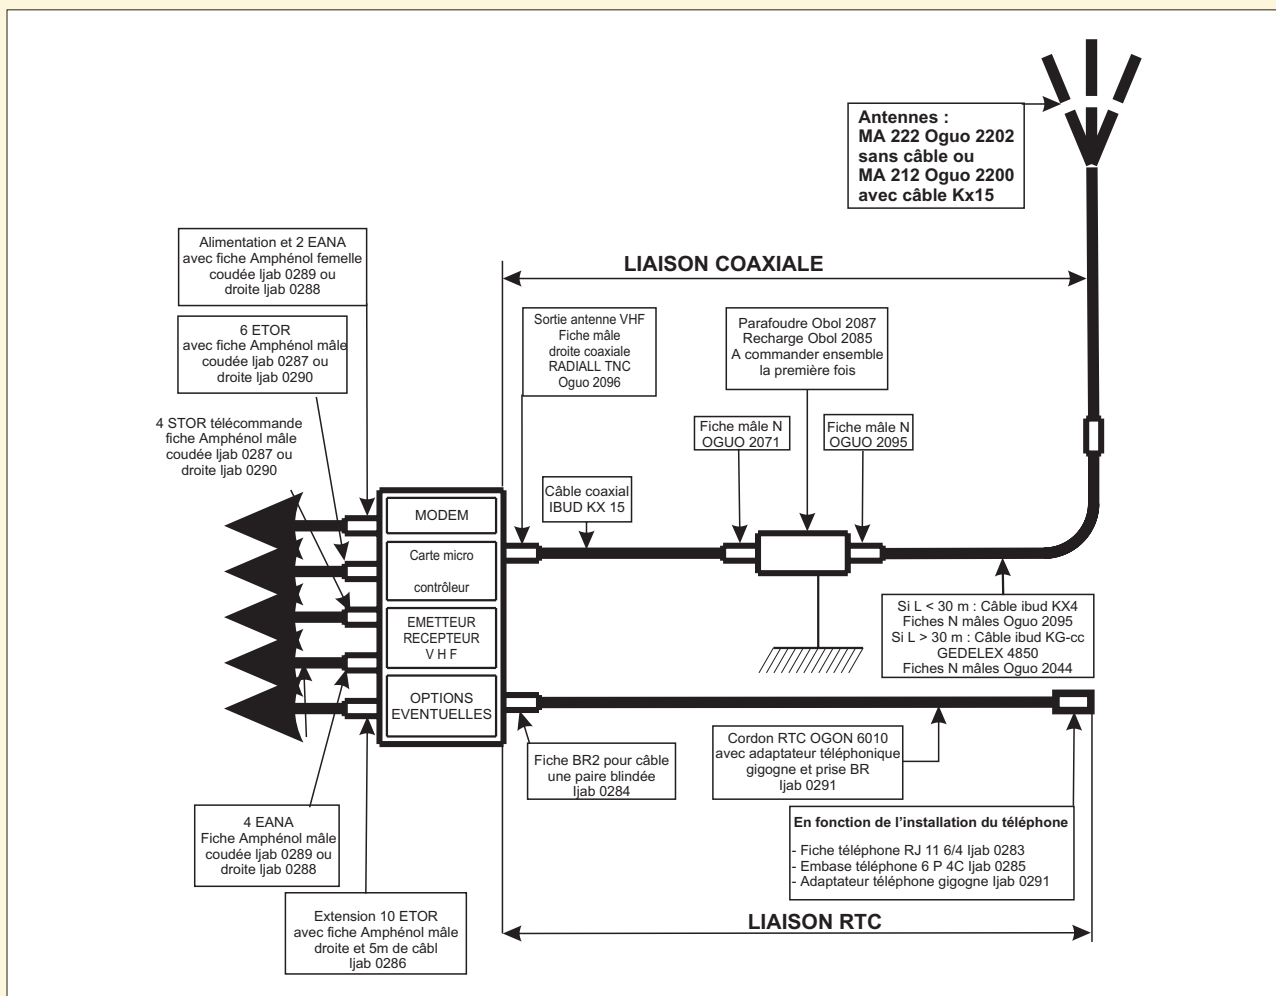 Antennes :
MA 222 Oguo 2202
sans câble ou
MA 212 Oguo 2200
avec câble Kx15
Alimentation et 2 EANA
avec fiche Amphénol femelle
coudée Ijab 0289 ou
droite Ijab 0288
LIAISON COAXIALE
6 ETOR
avec fiche Amphénol mâle
coudée Ijab 0287 ou
droite Ijab 0290
Sortie antenne VHF
Fiche mâle
droite coaxiale
RADIALL TNC
Oguo 2096
Parafoudre Obol 2087
Recharge Obol 2085
A commander ensemble
la première fois
4 STOR télécommande
fiche Amphénol mâle
coudée Ijab 0287 ou
droite Ijab 0290
Fiche mâle N
OGUO 2071
Fiche mâle N
OGUO 2095
Câble coaxial
IBUD KX 15
MODEM
Carte micro
contrôleur
EMETTEUR
RECEPTEUR
V H F
OPTIONS
EVENTUELLES
Si L < 30 m : Câble ibud KX4
Fiches N mâles Oguo 2095
Si L > 30 m : Câble ibud KG-cc
GEDELEX 4850
Fiches N mâles Oguo 2044
Fiche BR2 pour câble
une paire blindée
Ijab 0284
Cordon RTC OGON 6010
avec adaptateur téléphonique
gigogne et prise BR
Ijab 0291
4 EANA
Fiche Amphénol mâle
coudée Ijab 0289 ou
droite Ijab 0288
En fonction de l'installation du téléphone
- Fiche téléphone RJ 11 6/4 Ijab 0283
- Embase téléphone 6 P 4C Ijab 0285
- Adaptateur téléphone gigogne Ijab 0291
Extension 10 ETOR
avec fiche Amphénol mâle
droite et 5m de câbl
Ijab 0286
LIAISON RTC